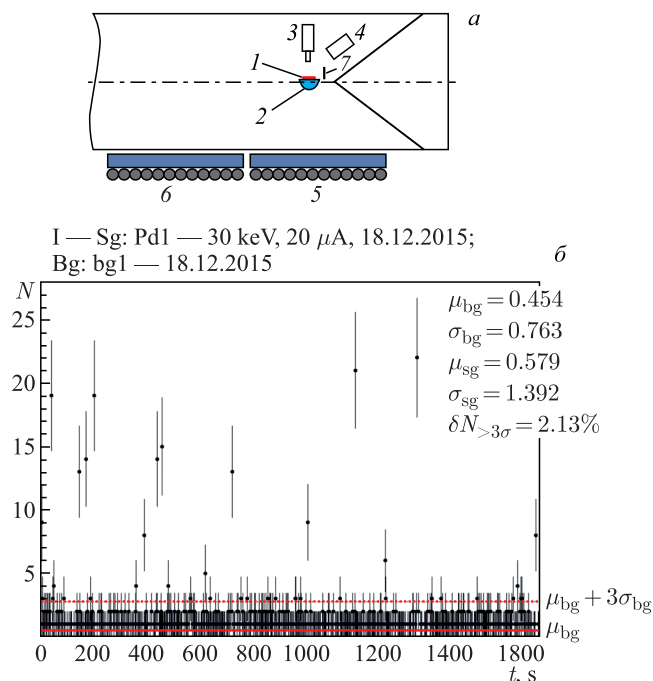 а
3
4
1
7
2
6
5
I — Sg: Pd1 — 30 keV, 20 μA, 18.12.2015;
Bg: bg1 — 18.12.2015
б
N
25
20
15
10
5
μbg = 0.454
σbg = 0.763
μsg = 0.579
σsg = 1.392
δN>3σ = 2.13%
μbg + 3σbg
μbg
0 200 400 600 800 1000 1200 1400 1800
t, s